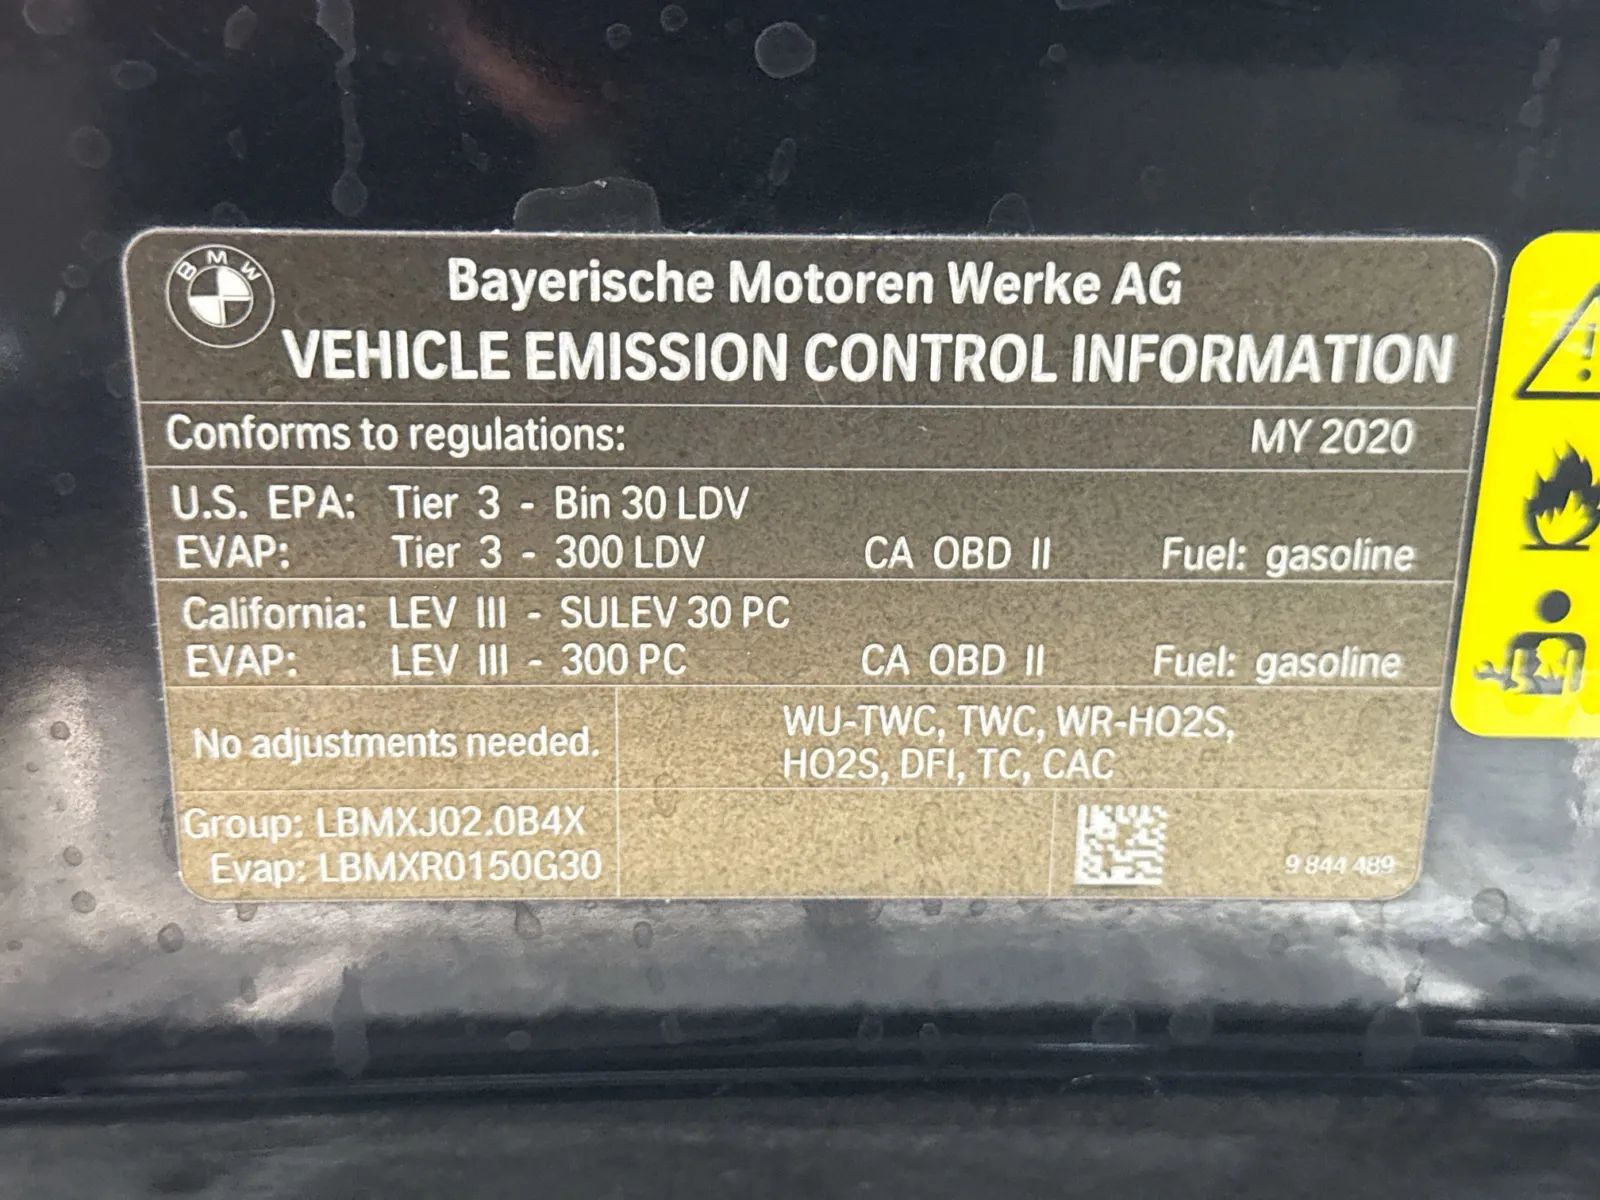 BMW
Bayerische Motoren Werke AG
VEHICLE EMISSION CONTROL INFORMATION
Conforms to regulations: MY 2020
U.S. EPA: Tier 3 - Bin 30 LDV
EVAP: Tier 3 - 300 LDV CA OBD II Fuel: gasoline
California: LEV III - SULEV 30 PC
EVAP: LEV III - 300 PC CA OBD II Fuel: gasoline
No adjustments needed.
WU-TWC, TWC, WR-HO2S,
HO2S, DFI, TC, CAC
Group: LBMXJ02.0B4X
Evap: LBMXR0150G30
9 844 489